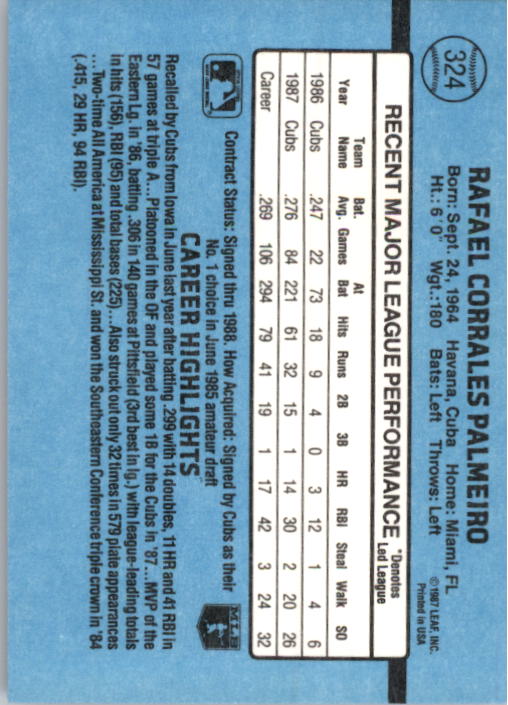 324
RAFAEL CORRALES PALMEIRO
Born: Sept. 24, 1964 Havana, Cuba Home: Miami, FL
Ht.: 6' 0" Wgt.: 180 Bats: Left Throws: Left
©1987 LEAF, INC.
Printed in USA
RECENT MAJOR LEAGUE PERFORMANCE
*Denotes
Led League
Team Bat. At
Year Name Avg. Games Bat Hits Runs 2B 3B HR RBI Steal Walk SO
1986 Cubs .247 22 73 18 9 4 0 3 12 1 4 6
1987 Cubs .276 84 221 61 32 15 1 14 30 2 20 26
Career .269 106 294 79 41 19 1 17 42 3 24 32
Contract Status: Signed thru 1988. How Acquired: Signed by Cubs as their
No. 1 choice in June 1985 amateur draft
MLB
CAREER HIGHLIGHTS
Recalled by Cubs from Iowa in June last year after batting .299 with 14 doubles, 11 HR and 41 RBI in
57 games at triple A... Platooned in the OF and played some 1B for the Cubs in '87... MVP of the
Eastern Lg. in '86, batting .306 in 140 games at Pittsfield (3rd best in lg.) with league-leading totals
in hits (156), RBI (95) and total bases (225)... Also struck out only 32 times in 579 plate appearances
... Two-time All America at Mississippi St. and won the Southeastern Conference triple crown in '84
(.415, 29 HR, 94 RBI).